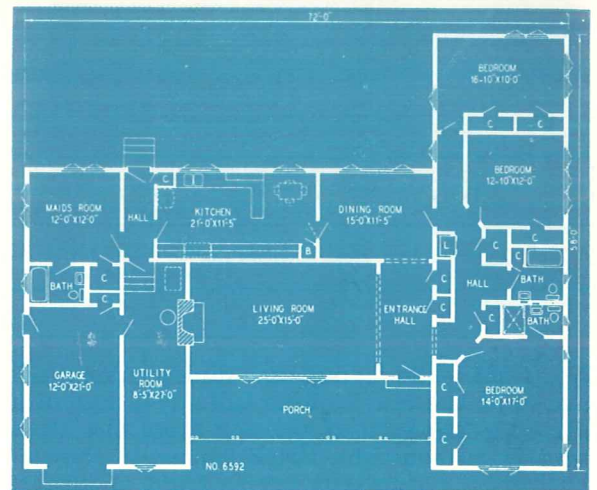 72'-0"
BEDROOM
16'-10"X10'-0"
C
C
BEDROOM
12'-10"X12'-0"
C
MAIDS ROOM
12'-0"X12'-0"
HALL
KITCHEN
21'-0"X11'-5"
DINING ROOM
15'-0"X11'-5"
58'-0"
L
C
C
B
BATH
C
C
C
C
HALL
BATH
LIVING ROOM
25'-0"X15'-0"
ENTRANCE
HALL
C
BATH
GARAGE
12'-0"X21'-0"
UTILITY
ROOM
8'-5"X27'-0"
C
BEDROOM
14'-0"X17'-0"
PORCH
C
NO. 6592